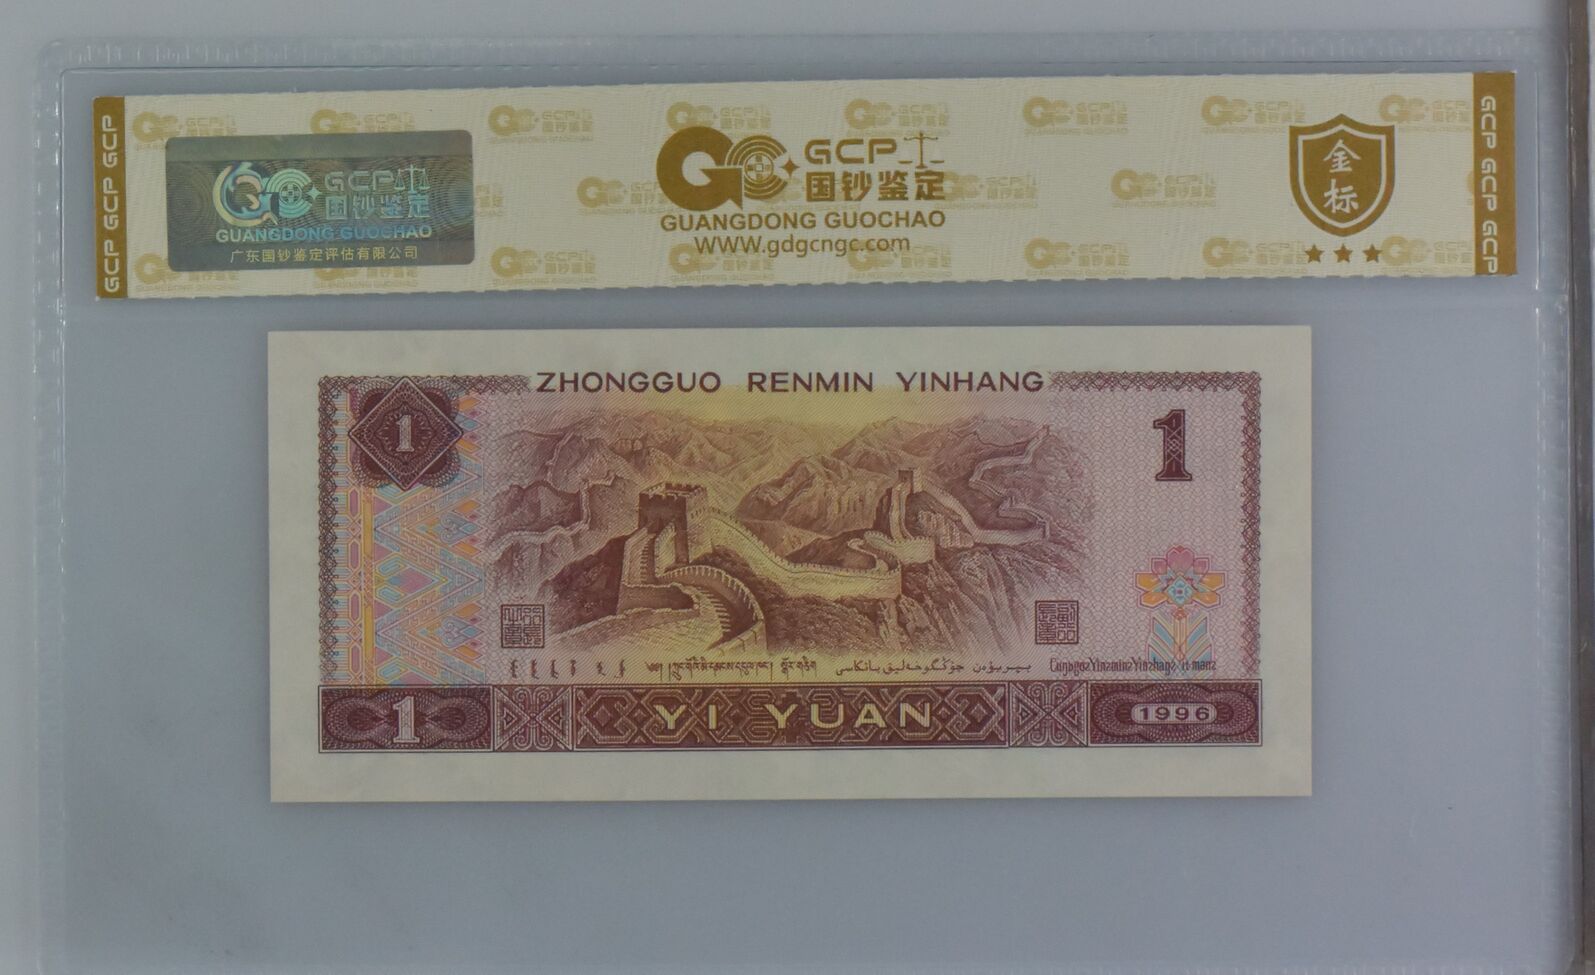 GCP GCP GCP
GCP
国钞鉴定
GUANGDONG GUOCHAO
广东国钞鉴定评估有限公司
GCP
国钞鉴定
GUANGDONG GUOCHAO
WWW.gdgcngc.com
金
标
GCP GCP GCP
ZHONGGUO RENMIN YINHANG
1
1
1
YI YUAN
1996